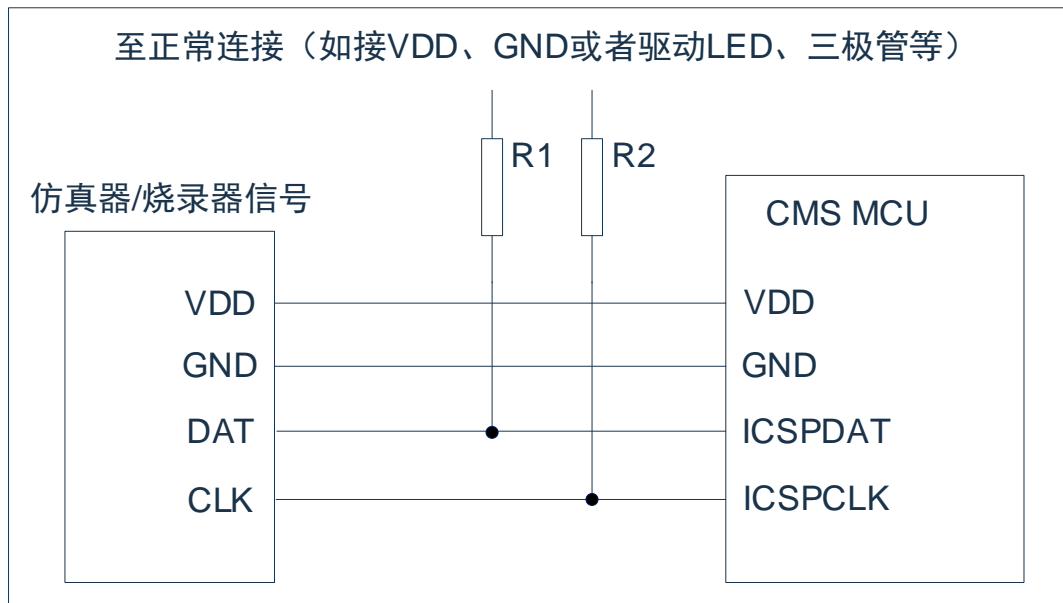 至正常连接（如接VDD、GND或者驱动LED、三极管等）
R1
R2
仿真器/烧录器信号
CMS MCU
VDD
VDD
GND
GND
DAT
ICSPDAT
CLK
ICSPCLK